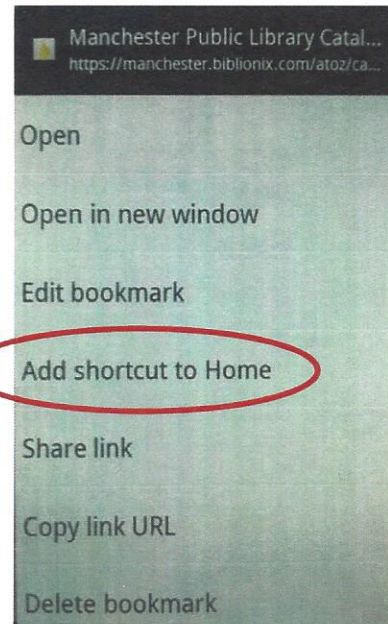 Manchester Public Library Catal...
https://manchester.biblionix.com/atoz/ca...
Open
Open in new window
Edit bookmark
Add shortcut to Home
Share link
Copy link URL
Delete bookmark